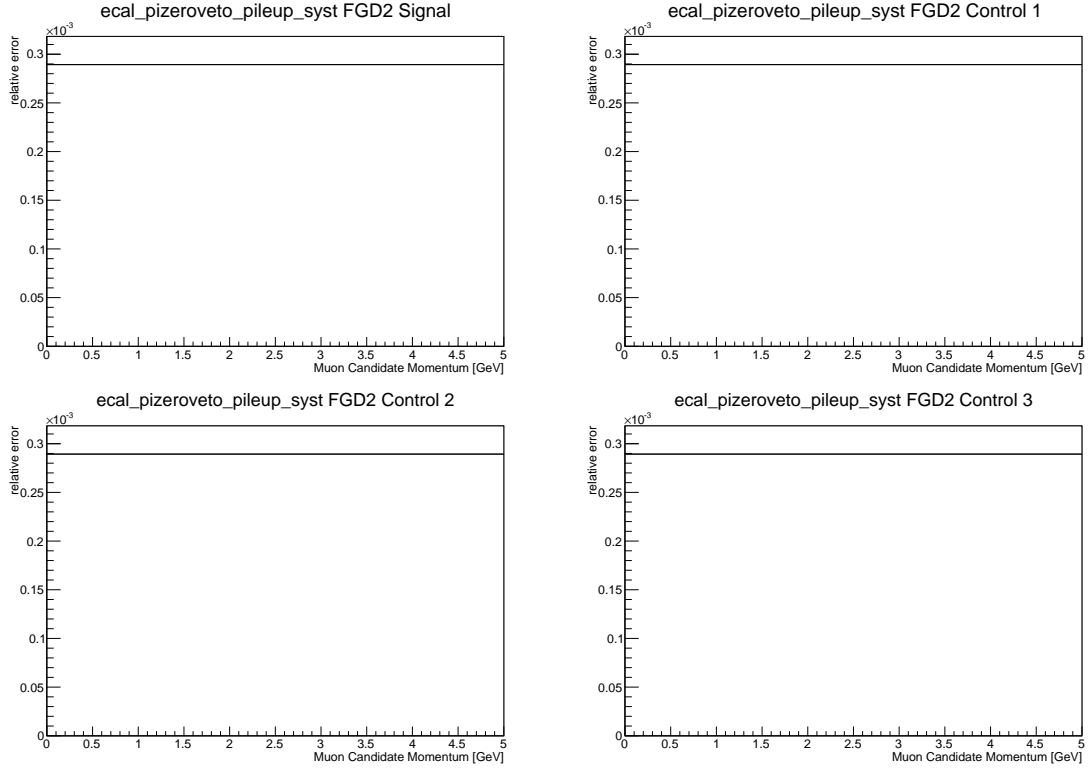 ecal_pizeroveto_pileup_syst FGD2 Signal
×10-3
relative error
0.3
0.25
0.2
0.15
0.1
0.05
0
0 0.5 1 1.5 2 2.5 3 3.5 4 4.5 5
Muon Candidate Momentum [GeV]
ecal_pizeroveto_pileup_syst FGD2 Control 1
×10-3
relative error
0.3
0.25
0.2
0.15
0.1
0.05
0
0 0.5 1 1.5 2 2.5 3 3.5 4 4.5 5
Muon Candidate Momentum [GeV]
ecal_pizeroveto_pileup_syst FGD2 Control 2
×10-3
relative error
0.3
0.25
0.2
0.15
0.1
0.05
0
0 0.5 1 1.5 2 2.5 3 3.5 4 4.5 5
Muon Candidate Momentum [GeV]
ecal_pizeroveto_pileup_syst FGD2 Control 3
×10-3
relative error
0.3
0.25
0.2
0.15
0.1
0.05
0
0 0.5 1 1.5 2 2.5 3 3.5 4 4.5 5
Muon Candidate Momentum [GeV]